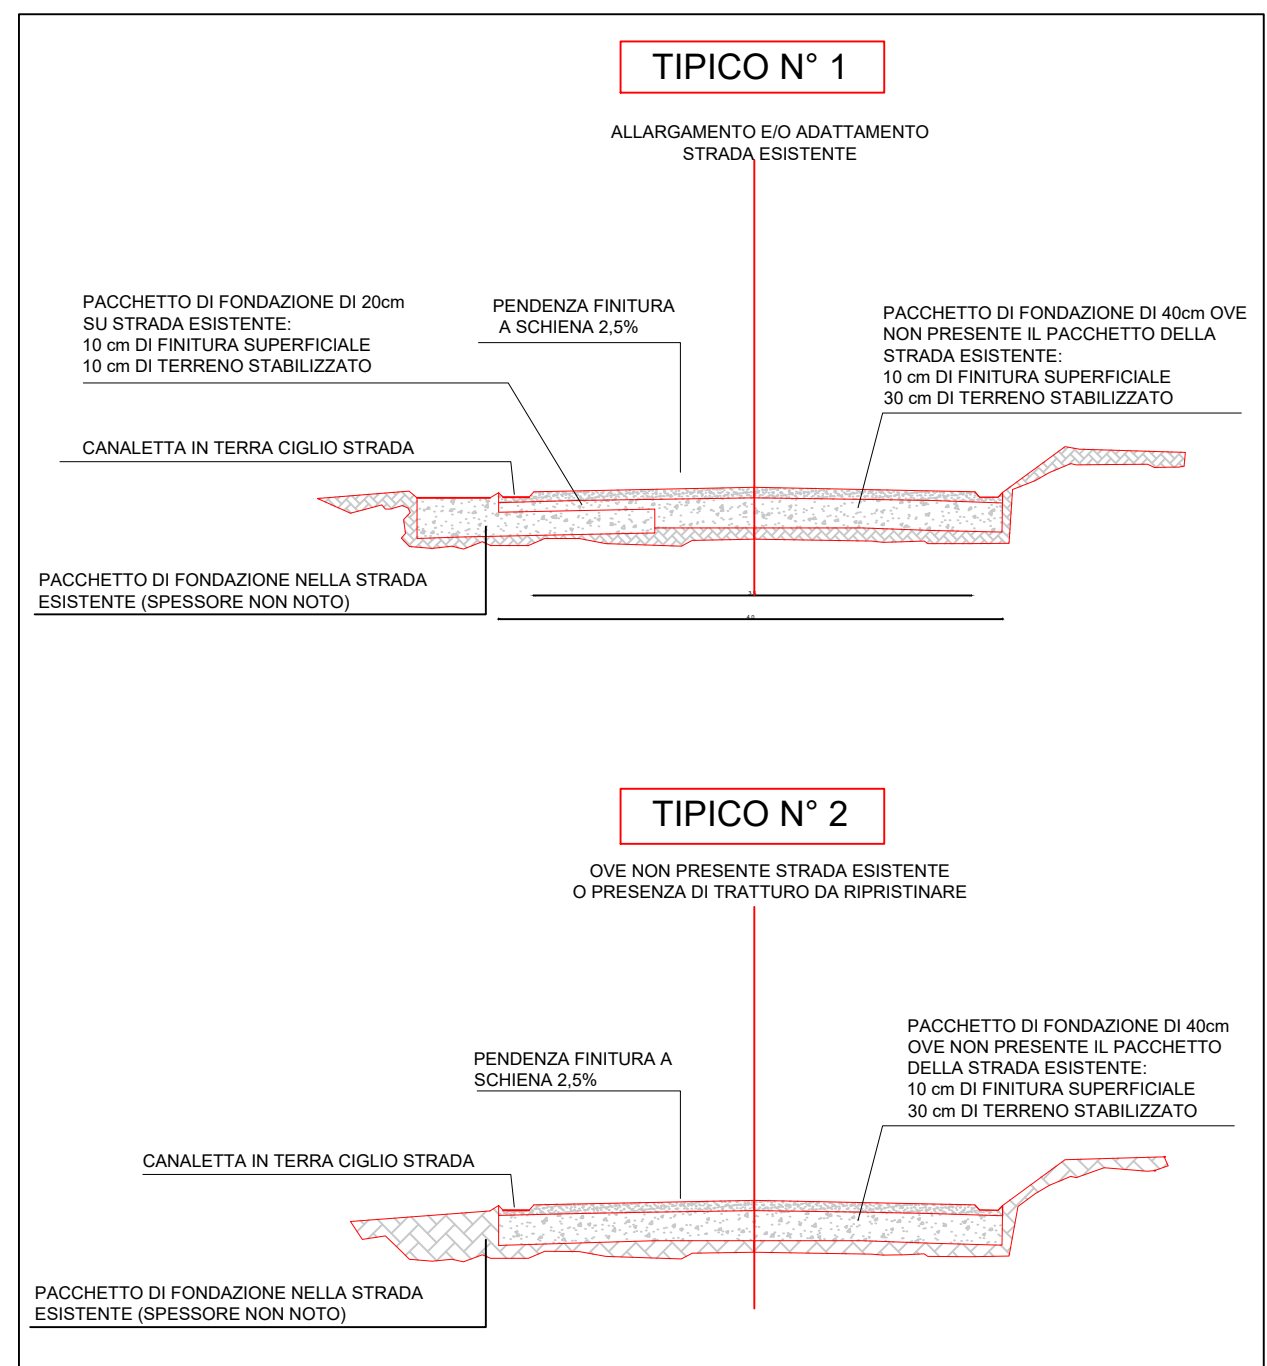 TIPICO N° 1
ALLARGAMENTO E/O ADATTAMENTO
STRADA ESISTENTE
PACCHETTO DI FONDAZIONE DI 20cm
SU STRADA ESISTENTE:
10 cm DI FINITURA SUPERFICIALE
10 cm DI TERRENO STABILIZZATO
PENDENZA FINITURA
A SCHIENA 2,5%
PACCHETTO DI FONDAZIONE DI 40cm OVE
NON PRESENTE IL PACCHETTO DELLA
STRADA ESISTENTE:
10 cm DI FINITURA SUPERFICIALE
30 cm DI TERRENO STABILIZZATO
CANALETTA IN TERRA CIGLIO STRADA
PACCHETTO DI FONDAZIONE NELLA STRADA
ESISTENTE (SPESSORE NON NOTO)
4.0
TIPICO N° 2
OVE NON PRESENTE STRADA ESISTENTE
O PRESENZA DI TRATTURO DA RIPRISTINARE
PENDENZA FINITURA A
SCHIENA 2,5%
PACCHETTO DI FONDAZIONE DI 40cm
OVE NON PRESENTE IL PACCHETTO
DELLA STRADA ESISTENTE:
10 cm DI FINITURA SUPERFICIALE
30 cm DI TERRENO STABILIZZATO
CANALETTA IN TERRA CIGLIO STRADA
PACCHETTO DI FONDAZIONE NELLA STRADA
ESISTENTE (SPESSORE NON NOTO)